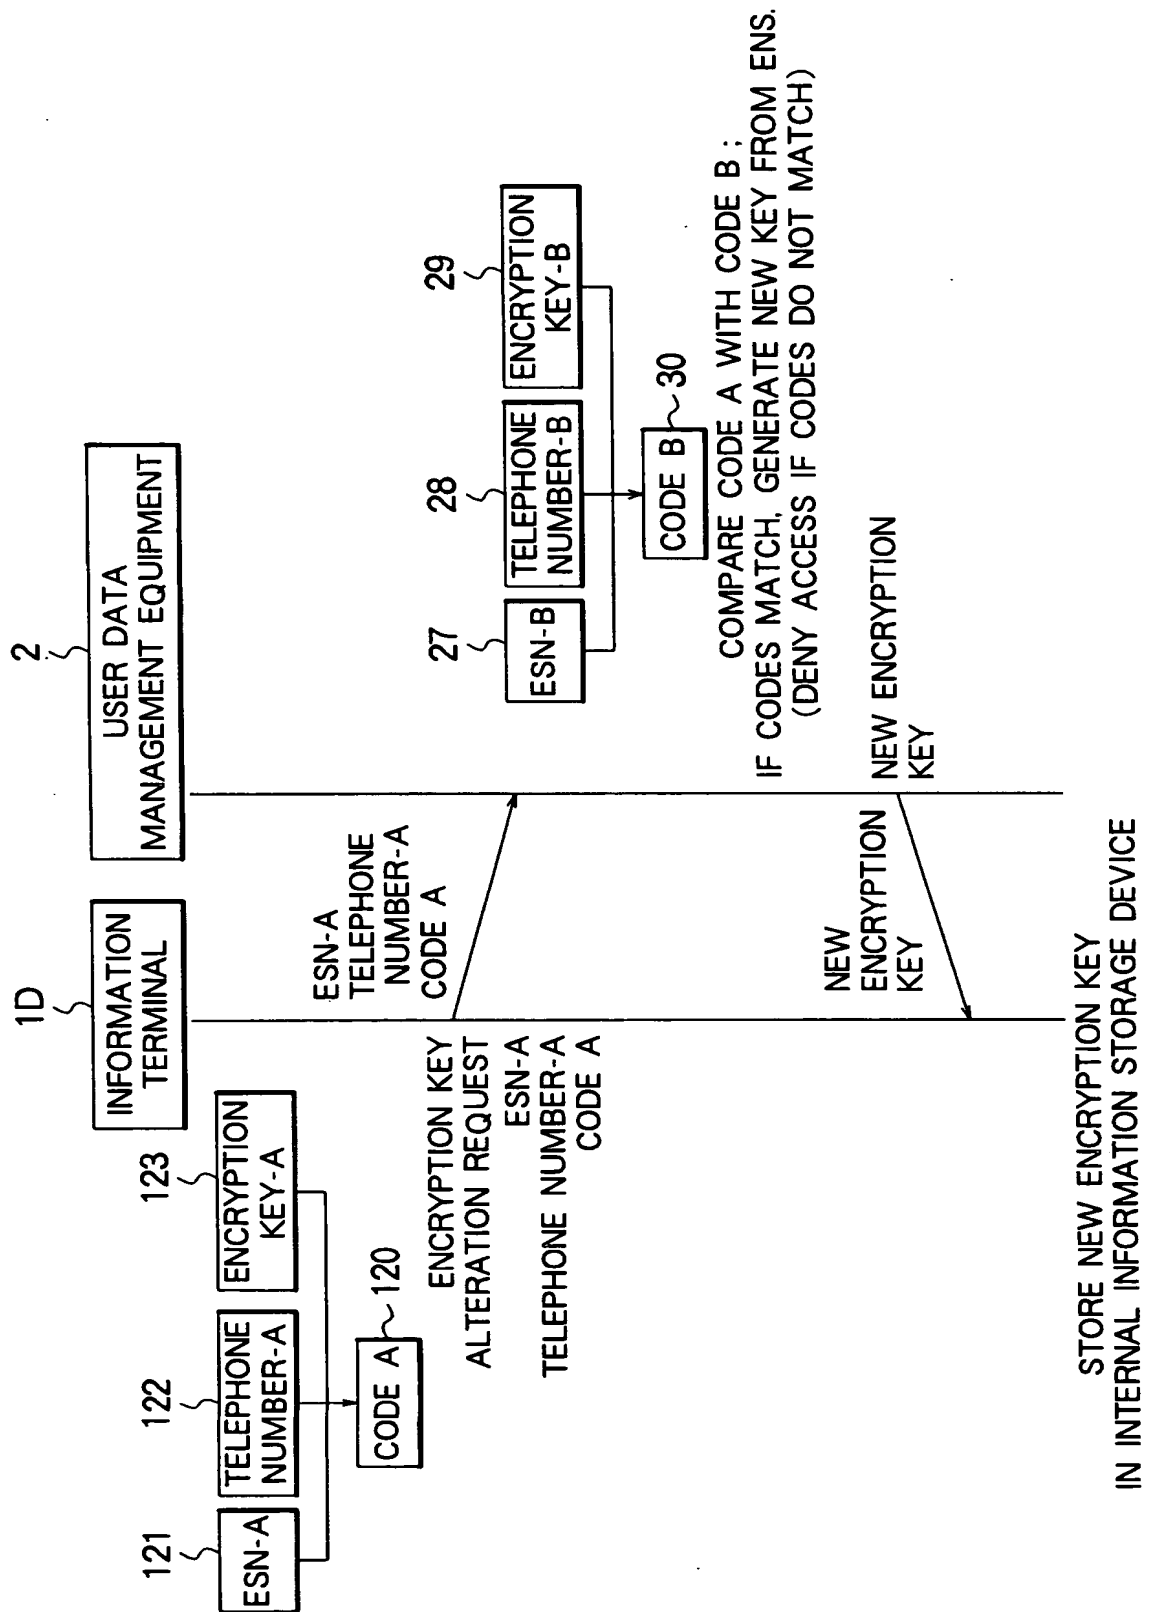 1D
INFORMATION
TERMINAL
2
USER DATA
MANAGEMENT EQUIPMENT
121
ESN-A
122
TELEPHONE
NUMBER-A
123
ENCRYPTION
KEY-A
CODE A
120
ENCRYPTION KEY
ALTERATION REQUEST
ESN-A
TELEPHONE NUMBER-A
CODE A
ESN-A
TELEPHONE
NUMBER-A
CODE A
27
ESN-B
28
TELEPHONE
NUMBER-B
29
ENCRYPTION
KEY-B
CODE B
30
COMPARE CODE A WITH CODE B ;
IF CODES MATCH, GENERATE NEW KEY FROM ENS.
(DENY ACCESS IF CODES DO NOT MATCH)
NEW
ENCRYPTION
KEY
NEW ENCRYPTION
KEY
STORE NEW ENCRYPTION KEY
IN INTERNAL INFORMATION STORAGE DEVICE